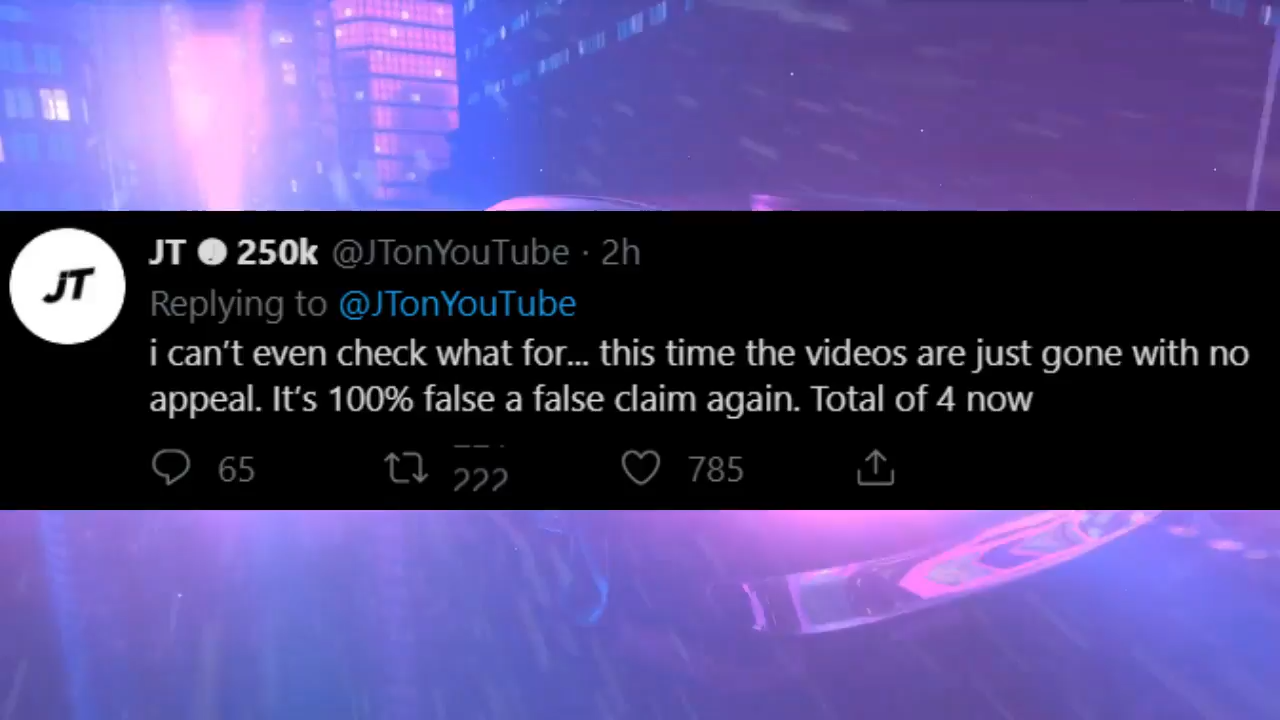 JT
JT 250k @JTonYouTube · 2h
Replying to @JTonYouTube
i can’t even check what for... this time the videos are just gone with no
appeal. It’s 100% false a false claim again. Total of 4 now
65 222 785